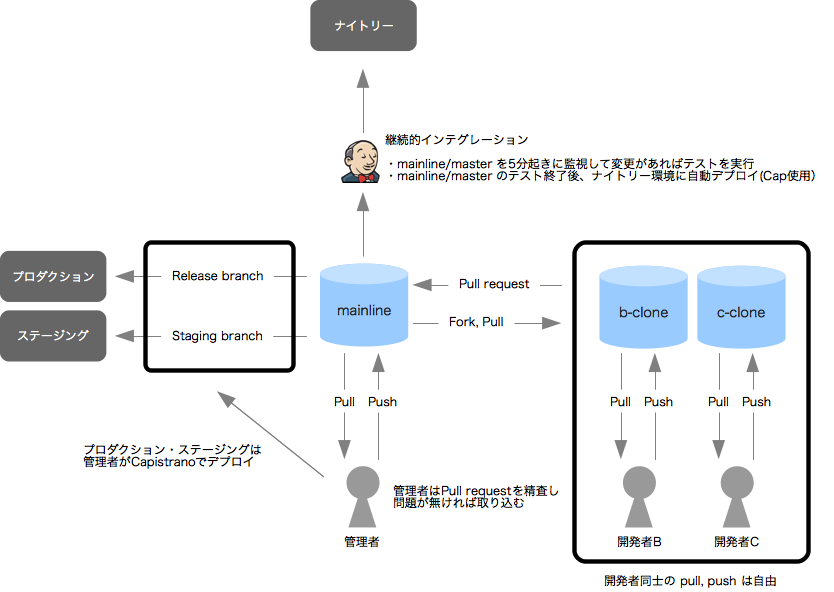 ナイトリー
継続的インテグレーション
・mainline/master を5分起きに監視して変更があればテストを実行
・mainline/master のテスト終了後、ナイトリー環境に自動デプロイ(Cap使用)
プロダクション
Release branch
mainline
Pull request
b-clone
c-clone
ステージング
Staging branch
Fork, Pull
Pull
Push
Pull
Push
Pull
Push
プロダクション・ステージングは
管理者がCapistranoでデプロイ
管理者はPull requestを精査し
問題が無ければ取り込む
管理者
開発者B
開発者C
開発者同士の pull, push は自由